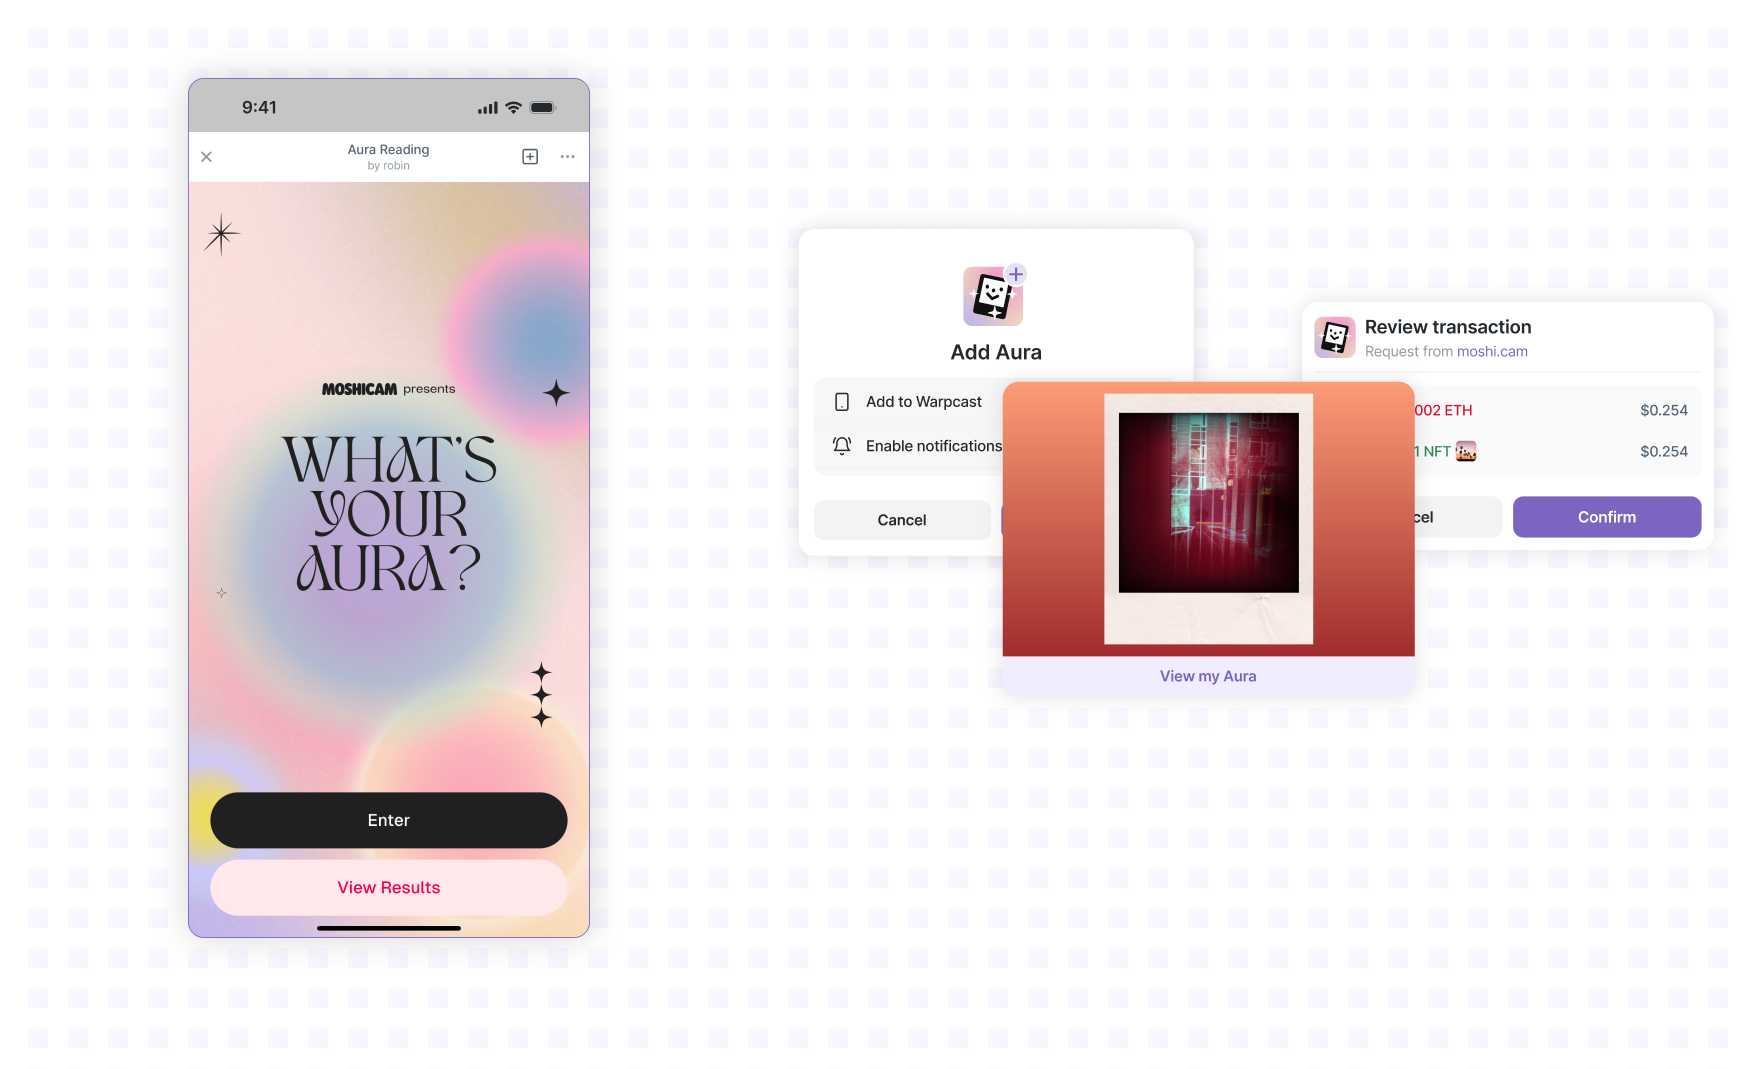 9:41
Aura Reading
by robin
MOSHICAM presents
WHAT'S
YOUR
AURA?
Enter
View Results
Add Aura
Add to Warpcast
Enable notifications
Cancel
View my Aura
Review transaction
Request from moshi.cam
002 ETH
$0.254
1 NFT
$0.254
cel
Confirm